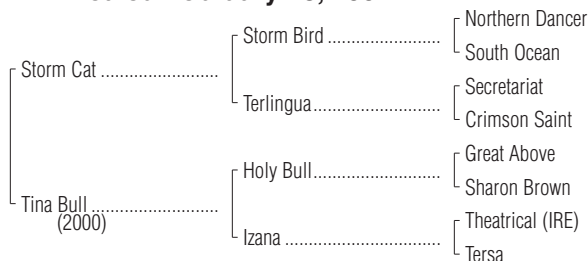 Northern Dancer
Storm Bird ........................
South Ocean
Storm Cat ........................
Secretariat
Terlingua ........................
Crimson Saint
Great Above
Holy Bull ........................
Sharon Brown
Tina Bull ........................
(2000)
Theatrical (IRE)
Izana ........................
Tersa